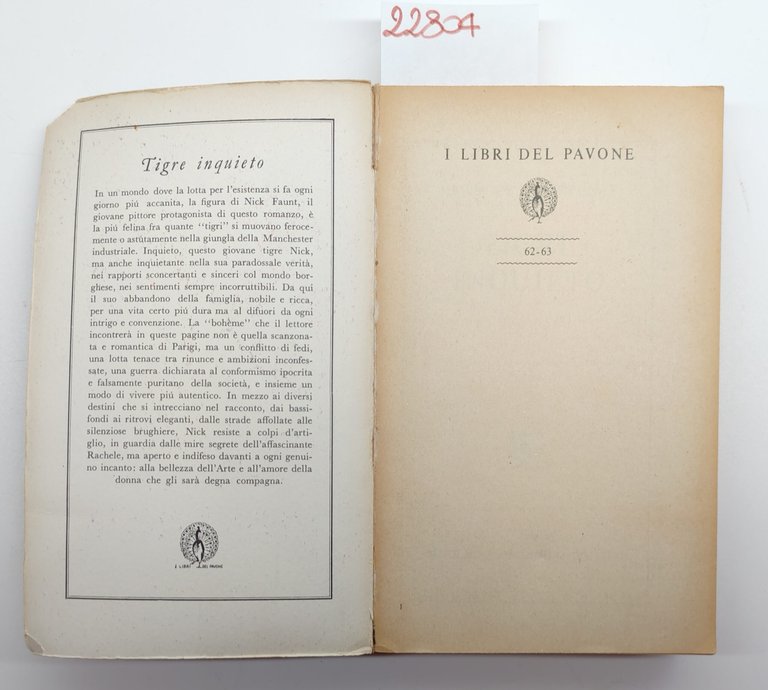 22804
Tigre inquieto
In un mondo dove la lotta per l'esistenza si fa ogni
giorno piú accanita, la figura di Nick Faunt, il
giovane pittore protagonista di questo romanzo, è
la piú felina fra quante "tigri" si muovano feroce-
mente o astùtamente nella giungla della Manchester
industriale. Inquieto, questo giovane tigre Nick,
ma anche inquietante nella sua paradossale verità,
nei rapporti sconcertanti e sinceri col mondo bor-
ghese, nei sentimenti sempre incorruttibili. Da qui
il suo abbandono della famiglia, nobile e ricca,
per una vita certo piú dura ma al difuori da ogni
intrigo e convenzione. La "bohème" che il lettore
incontrerà in queste pagine non è quella scanzona-
ta e romantica di Parigi, ma un conflitto di fedi,
una lotta tenace tra rinunce e ambizioni inconfes-
sate, una guerra dichiarata al conformismo ipocrita
e falsamente puritano della società, e insieme un
modo di vivere piú autentico. In mezzo ai diversi
destini che si intrecciano nel racconto, dai bassi-
fondi ai ritrovi eleganti, dalle strade affollate alle
silenziose brughiere, Nick resiste a colpi d'arti-
glio, in guardia dalle mire segrete dell'affascinante
Rachele, ma aperto e indifeso davanti a ogni genui-
no incanto: alla bellezza dell'Arte e all'amore della
donna che gli sarà degna compagna.
I LIBRI DEL PAVONE
I LIBRI DEL PAVONE
62-63